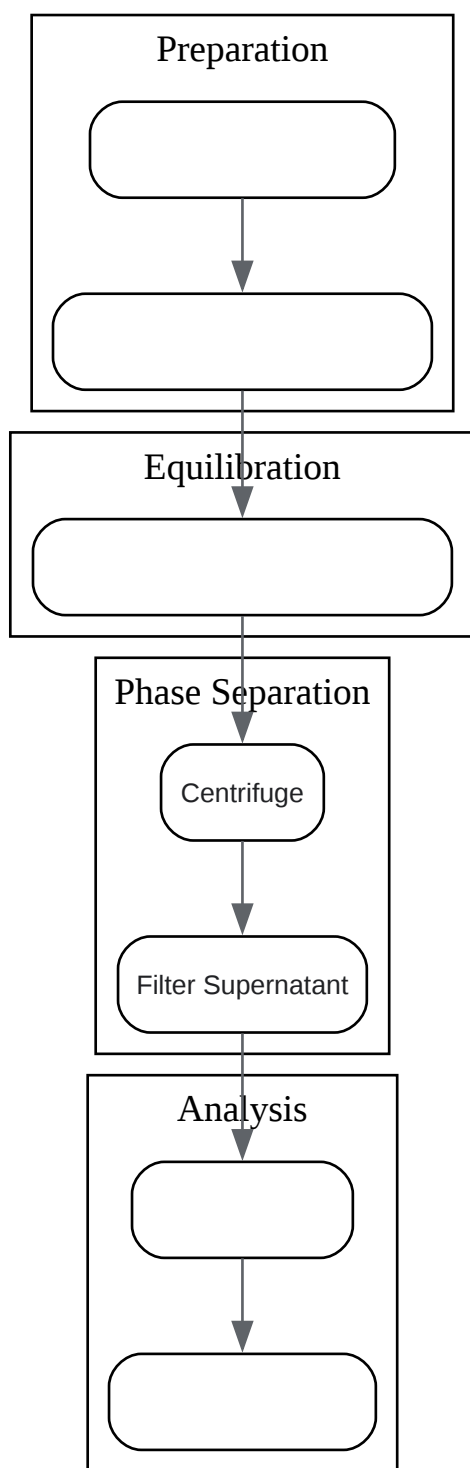 Preparation
Equilibration
Phase Separation
Centrifuge
Filter Supernatant
Analysis